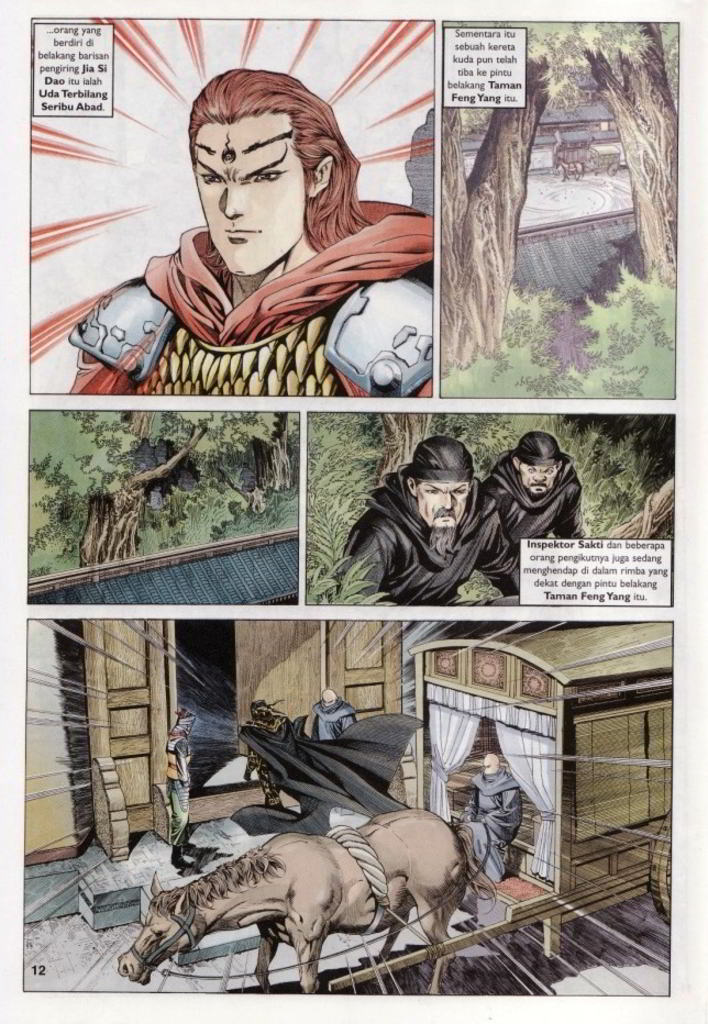 ...orang yang
berdiri di
belakang barisan
pengiring Jia Si
Dao itu ialah
Uda Terbilang
Seribu Abad.
Sementara itu
sebuah kereta
kuda pun telah
tiba ke pintu
belakang Taman
Feng Yang itu.
Inspektor Sakti dan beberapa
orang pengikutnya juga sedang
menghendap di dalam rimba yang
dekat dengan pintu belakang
Taman Feng Yang itu.
12